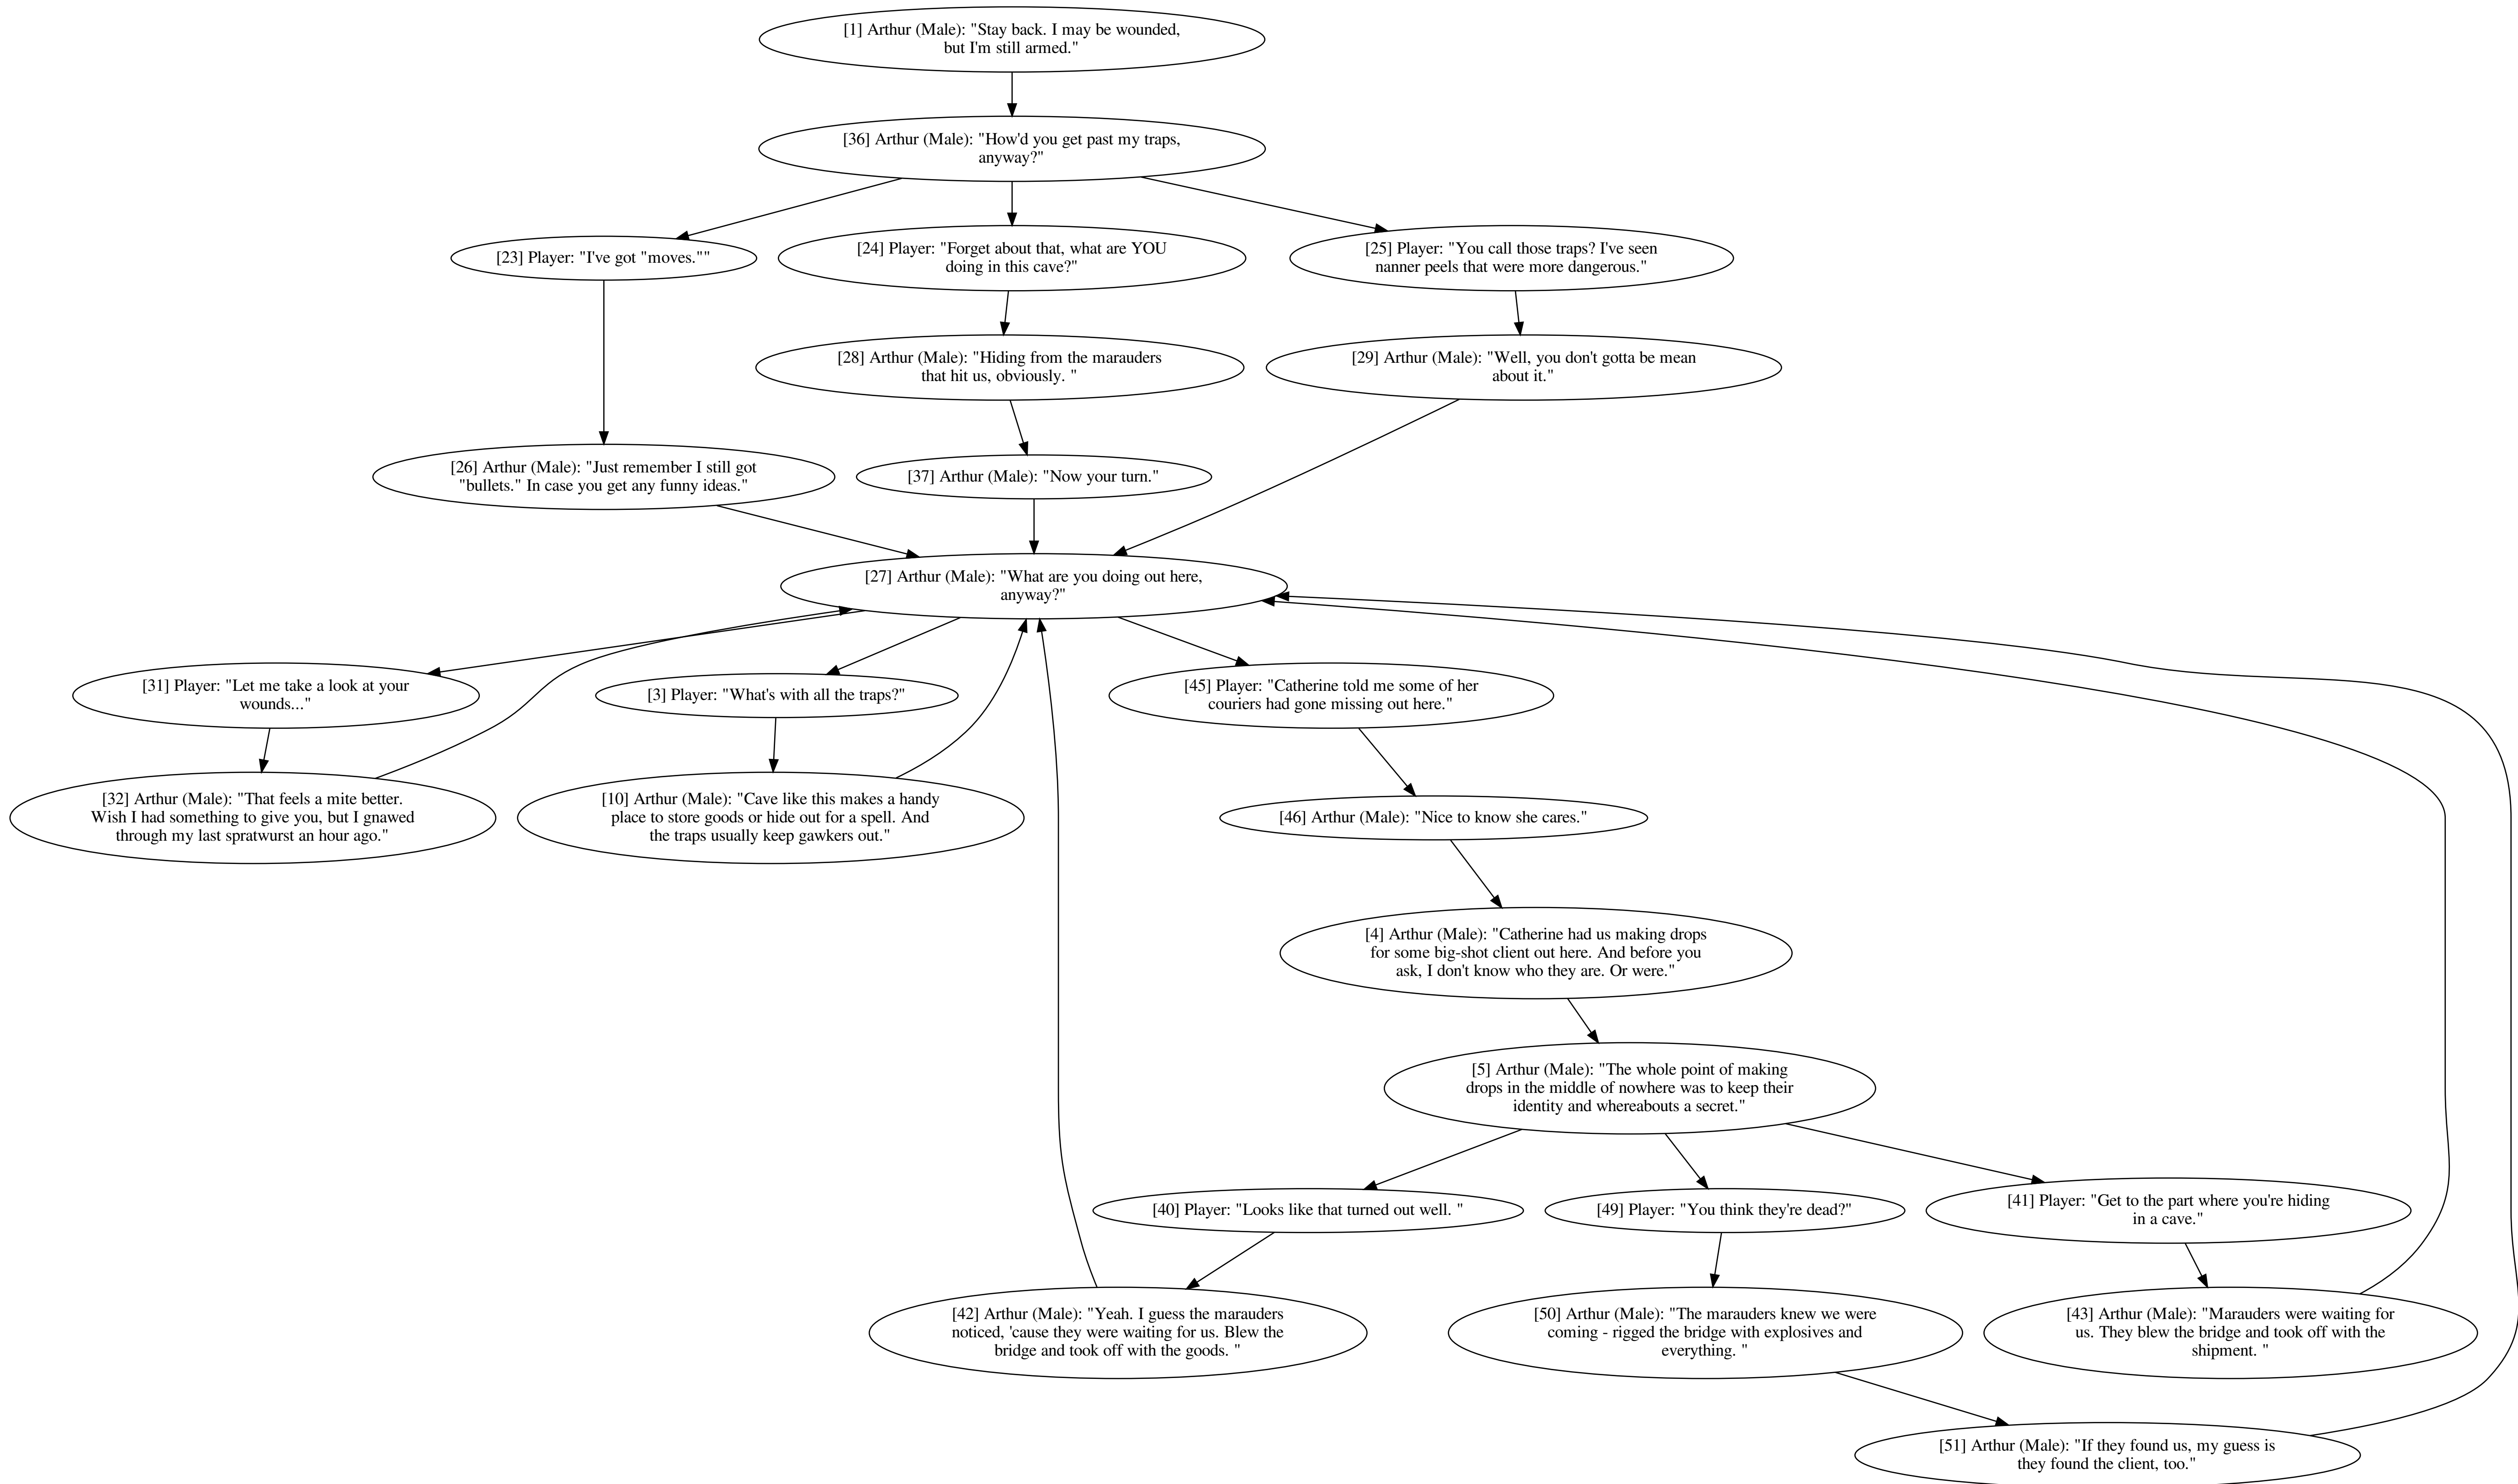 [1] Arthur (Male): "Stay back. I may be wounded,
but I'm still armed."
[36] Arthur (Male): "How'd you get past my traps,
anyway?"
[23] Player: "I've got "moves.""
[24] Player: "Forget about that, what are YOU
doing in this cave?"
[25] Player: "You call those traps? I've seen
nanner peels that were more dangerous."
[28] Arthur (Male): "Hiding from the marauders
that hit us, obviously. "
[29] Arthur (Male): "Well, you don't gotta be mean
about it."
[26] Arthur (Male): "Just remember I still got
"bullets." In case you get any funny ideas."
[37] Arthur (Male): "Now your turn."
[27] Arthur (Male): "What are you doing out here,
anyway?"
[31] Player: "Let me take a look at your
wounds..."
[3] Player: "What's with all the traps?"
[45] Player: "Catherine told me some of her
couriers had gone missing out here."
[32] Arthur (Male): "That feels a mite better.
Wish I had something to give you, but I gnawed
through my last spratwurst an hour ago."
[10] Arthur (Male): "Cave like this makes a handy
place to store goods or hide out for a spell. And
the traps usually keep gawkers out."
[46] Arthur (Male): "Nice to know she cares."
[4] Arthur (Male): "Catherine had us making drops
for some big-shot client out here. And before you
ask, I don't know who they are. Or were."
[5] Arthur (Male): "The whole point of making
drops in the middle of nowhere was to keep their
identity and whereabouts a secret."
[40] Player: "Looks like that turned out well. "
[49] Player: "You think they're dead?"
[41] Player: "Get to the part where you're hiding
in a cave."
[42] Arthur (Male): "Yeah. I guess the marauders
noticed, 'cause they were waiting for us. Blew the
bridge and took off with the goods. "
[50] Arthur (Male): "The marauders knew we were
coming - rigged the bridge with explosives and
everything. "
[43] Arthur (Male): "Marauders were waiting for
us. They blew the bridge and took off with the
shipment. "
[51] Arthur (Male): "If they found us, my guess is
they found the client, too."